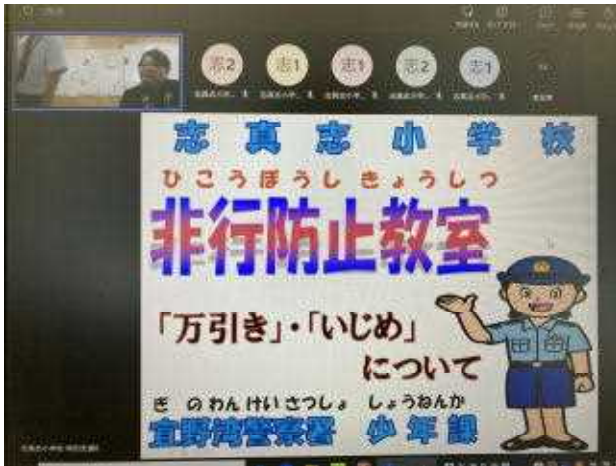 志2
志1
志1
志2
志1
志真志小学校
ひこうぼうしきょうしつ
非行防止教室
「万引き」・「いじめ」
について
ぎのわんけいさつしょ しょうねんか
宜野湾警察署 少年課